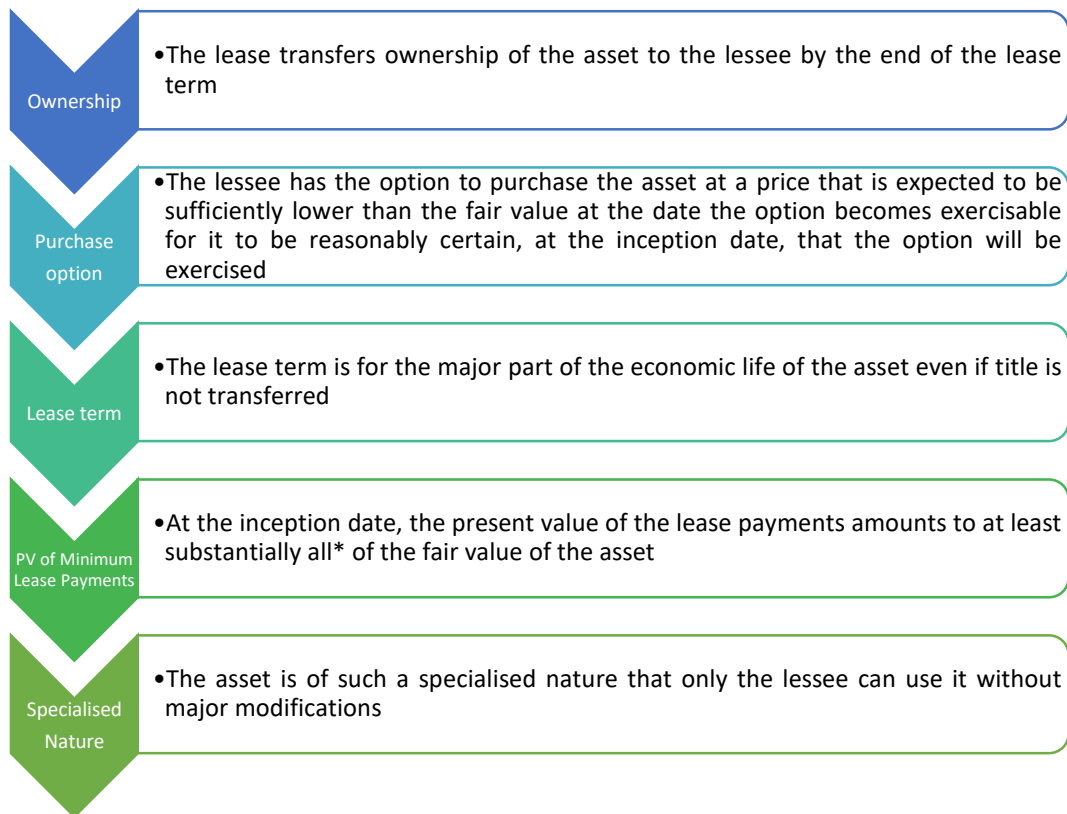 Ownership
•The lease transfers ownership of the asset to the lessee by the end of the lease
term
Purchase
option
•The lessee has the option to purchase the asset at a price that is expected to be
sufficiently lower than the fair value at the date the option becomes exercisable
for it to be reasonably certain, at the inception date, that the option will be
exercised
Lease term
•The lease term is for the major part of the economic life of the asset even if title is
not transferred
PV of Minimum
Lease Payments
•At the inception date, the present value of the lease payments amounts to at least
substantially all* of the fair value of the asset
Specialised
Nature
•The asset is of such a specialised nature that only the lessee can use it without
major modifications